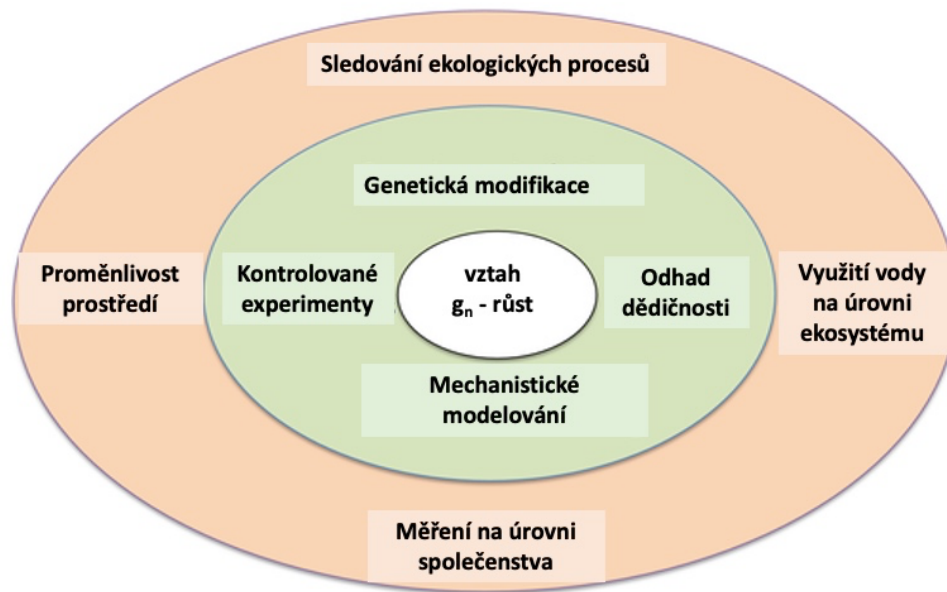 Sledování ekologických procesů
Genetická modifikace
Proměnlivost
prostředí
Kontrolované
experimenty
vztah
gₙ - růst
Odhad
dědičnosti
Využití vody
na úrovni
ekosystému
Mechanistické
modelování
Měření na úrovni
společenstva